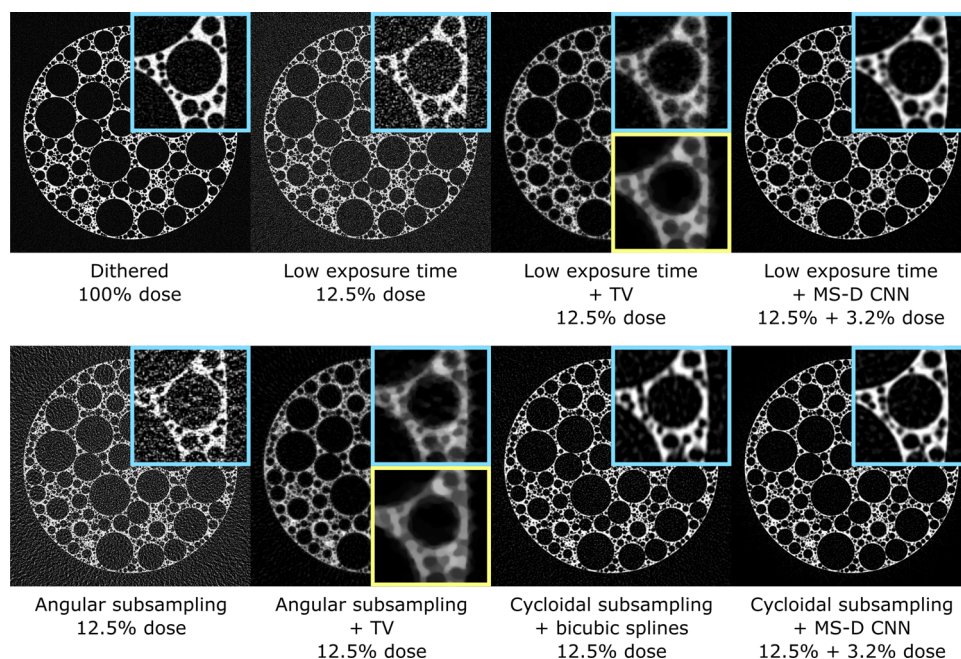 Dithered
100% dose
Low exposure time
12.5% dose
Low exposure time
+ TV
12.5% dose
Low exposure time
+ MS-D CNN
12.5% + 3.2% dose
Angular subsampling
12.5% dose
Angular subsampling
+ TV
12.5% dose
Cycloidal subsampling
+ bicubic splines
12.5% dose
Cycloidal subsampling
+ MS-D CNN
12.5% + 3.2% dose